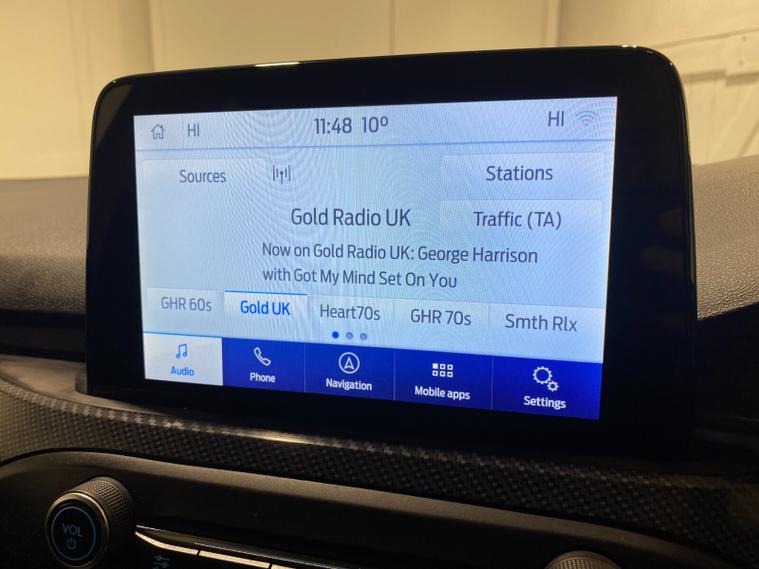 HI 11:48 10° HI
Sources Stations
Gold Radio UK Traffic (TA)
Now on Gold Radio UK: George Harrison
with Got My Mind Set On You
GHR 60s Gold UK Heart70s GHR 70s Smth Rlx
Audio Phone Navigation Mobile apps Settings
VOL